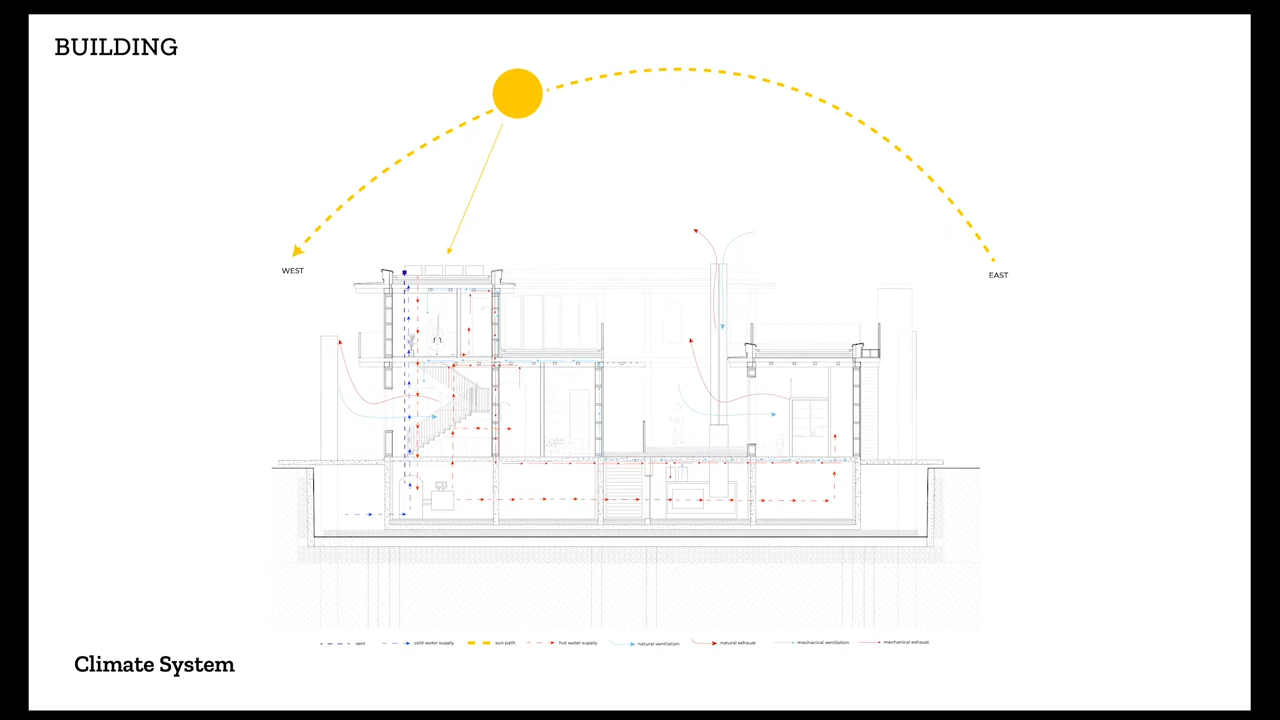 BUILDING
WEST
EAST
vent
cold water supply
sun path
hot water supply
natural ventilation
natural exhaust
mechanical ventilation
mechanical exhaust
Climate System